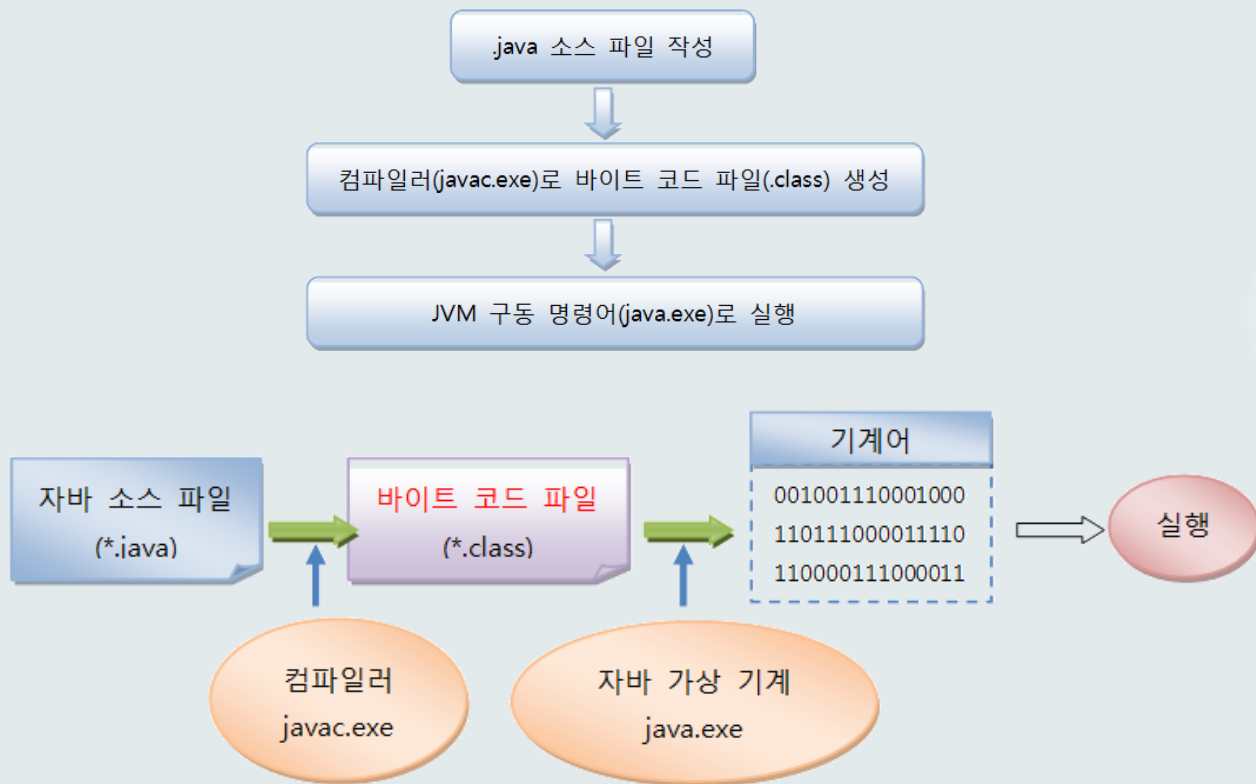 .java 소스 파일 작성
컴파일러(javac.exe)로 바이트 코드 파일(.class) 생성
JVM 구동 명령어(java.exe)로 실행
자바 소스 파일
(*.java)
바이트 코드 파일
(*.class)
기계어
001001110001000
110111000011110
110000111000011
실행
컴파일러
javac.exe
자바 가상 기계
java.exe